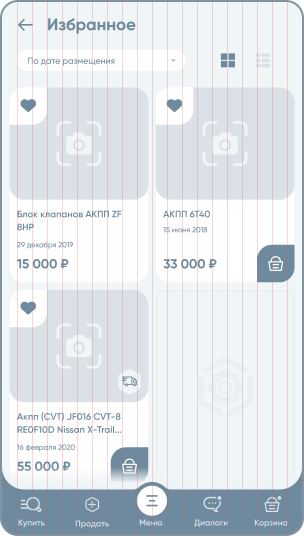 Избранное
По дате размещения
Блок клапанов АКПП ZF
8HP
29 декабря 2019
15 000 ₽
АКПП 6T40
15 июня 2018
33 000 ₽
Акпп (CVT) JF016 CVT-8
RE0F10D Nissan X-Trail...
16 февраля 2020
55 000 ₽
Купить
Продать
Меню
Диалоги
Корзина